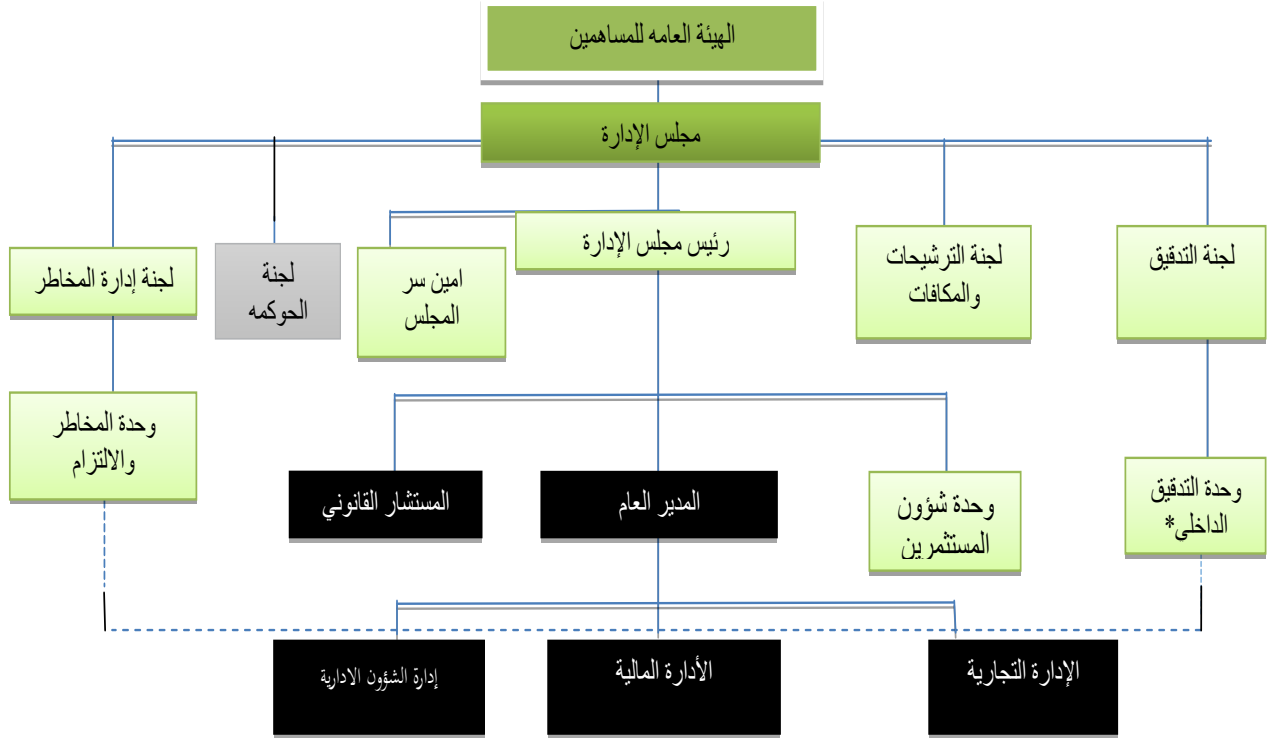 الهيئة العامه للمساهمين
مجلس الإدارة
لجنة التدقيق
لجنة الترشيحات
والمكافات
رئيس مجلس الإدارة
امين سر
المجلس
لجنة
الحوكمه
لجنة إدارة المخاطر
وحدة التدقيق
الداخلى*
وحدة شؤون
المستثمرين
المدير العام
المستشار القانوني
وحدة المخاطر
والالتزام
الإدارة التجارية
الأدارة المالية
إدارة الشؤون الادارية